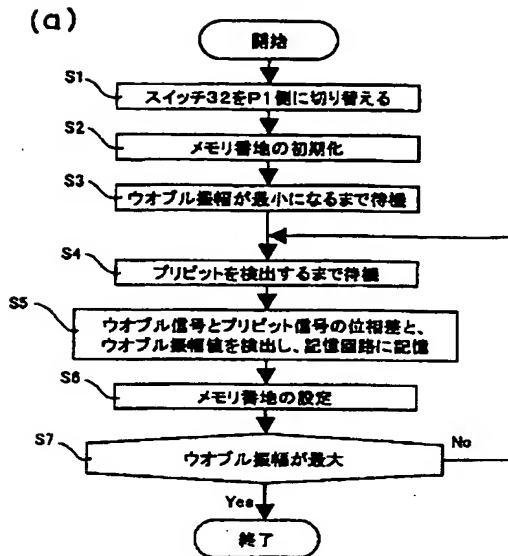 (a)
開始
S1
スイッチ32をP1側に切り替える
S2
メモリ番地の初期化
S3
ウオブル振幅が最小になるまで待機
S4
プリピットを検出するまで待機
S5
ウオブル信号とプリピット信号の位相差と、
ウオブル振幅値を検出し、記憶回路に記憶
S6
メモリ番地の設定
S7
ウオブル振幅が最大
No
Yes
終了